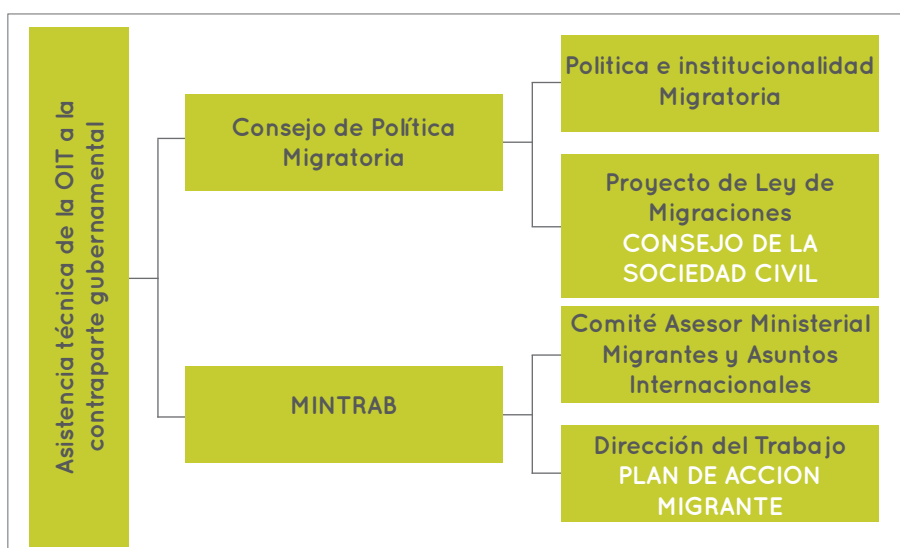 Asistencia técnica de la OIT a la
contraparte gubernamental
Consejo de Política
Migratoria
Politica e institucionalidad
Migratoria
Proyecto de Ley de
Migraciones
CONSEJO DE LA
SOCIEDAD CIVIL
MINTRAB
Comité Asesor Ministerial
Migrantes y Asuntos
Internacionales
Dirección del Trabajo
PLAN DE ACCION
MIGRANTE